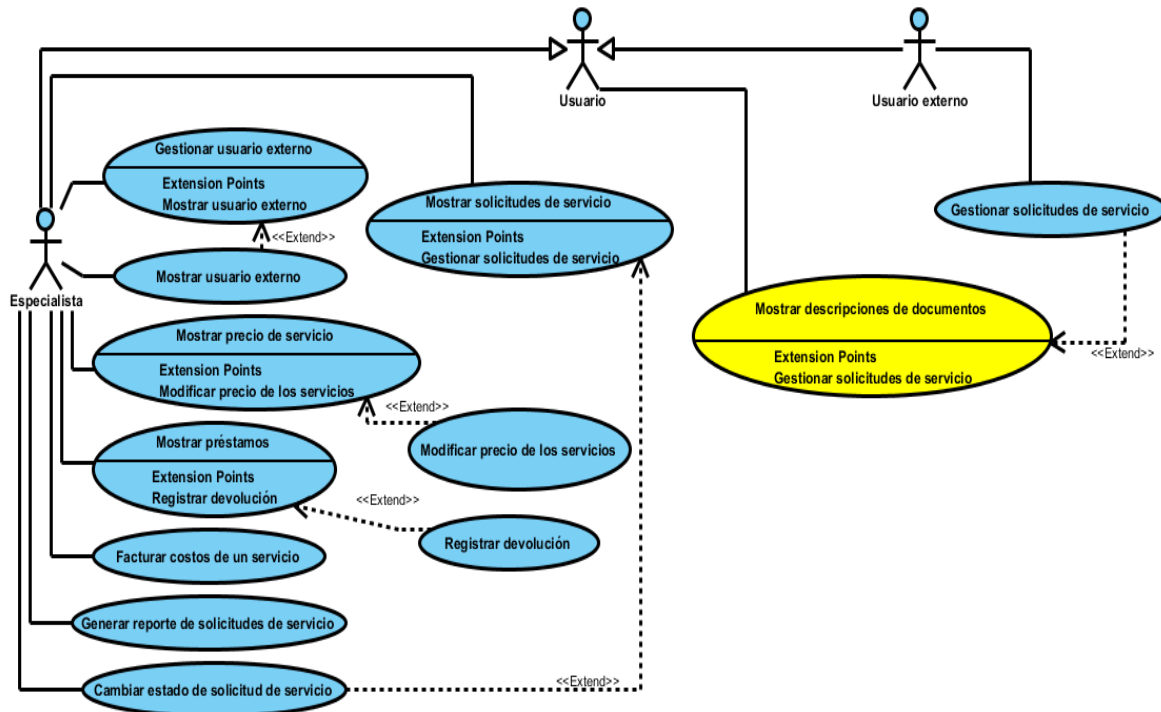 Usuario
Usuario externo
Gestionar usuario externo
Extension Points
Mostrar usuario externo
<<Extend>>
Mostrar usuario externo
Especialista
Mostrar solicitudes de servicio
Extension Points
Gestionar solicitudes de servicio
Gestionar solicitudes de servicio
Mostrar descripciones de documentos
Extension Points
Gestionar solicitudes de servicio
<<Extend>>
Mostrar precio de servicio
Extension Points
Modificar precio de los servicios
<<Extend>>
Modificar precio de los servicios
Mostrar préstamos
Extension Points
Registrar devolución
<<Extend>>
Registrar devolución
Facturar costos de un servicio
Generar reporte de solicitudes de servicio
Cambiar estado de solicitud de servicio
<<Extend>>